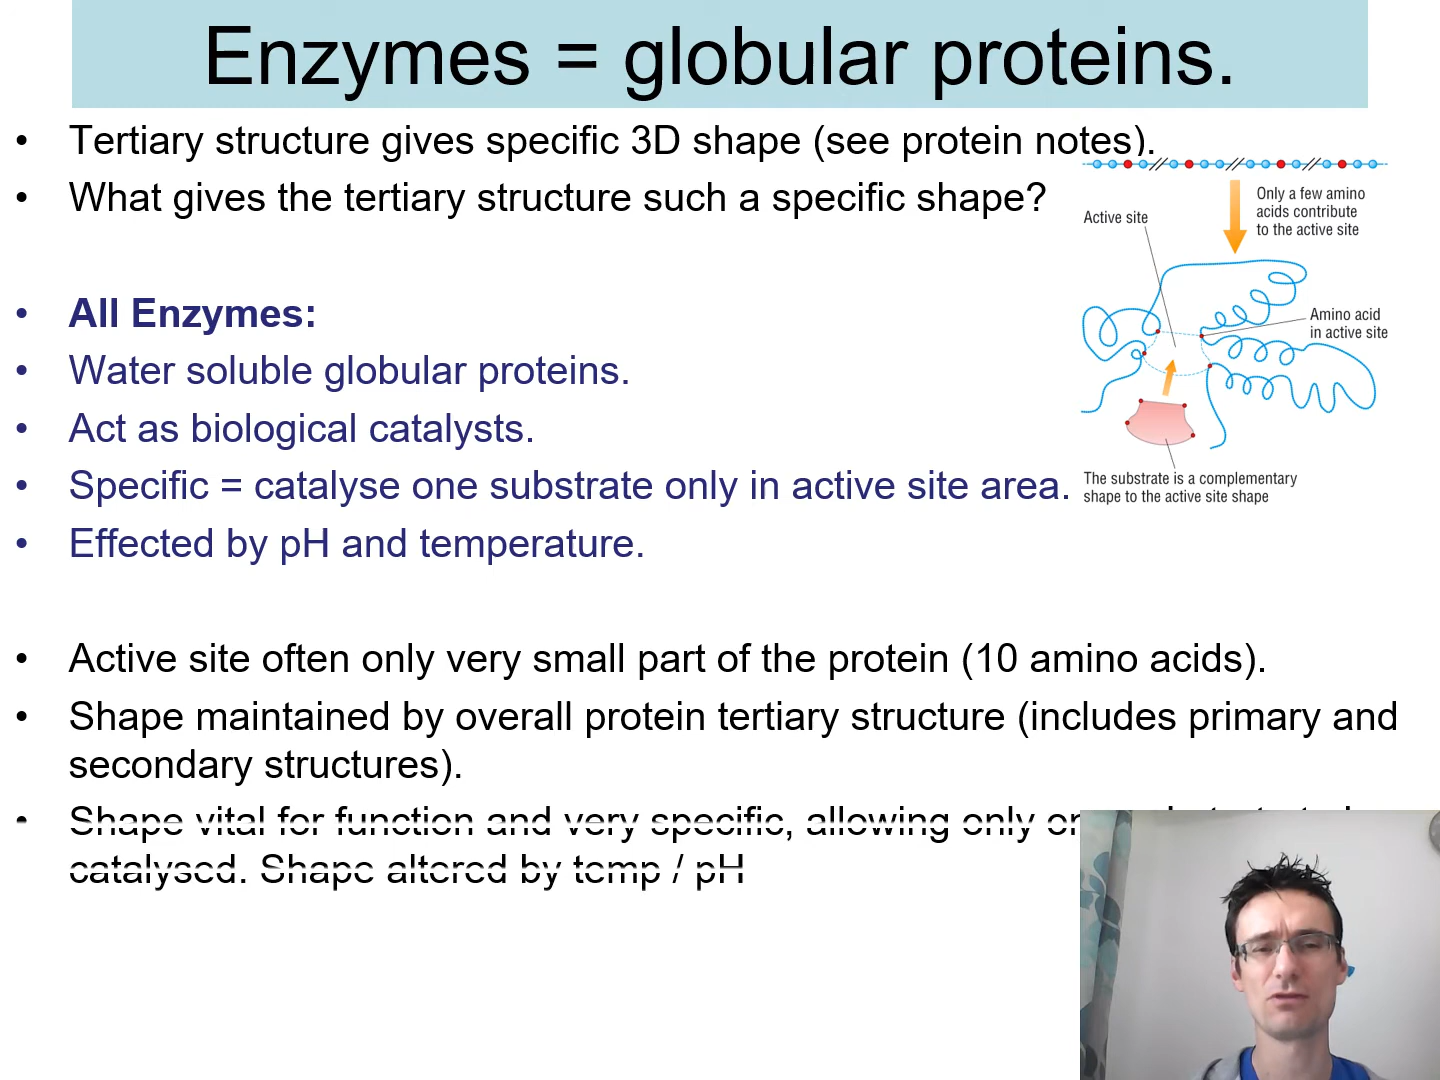 Enzymes = globular proteins.
• Tertiary structure gives specific 3D shape (see protein notes).
• What gives the tertiary structure such a specific shape?
• All Enzymes:
• Water soluble globular proteins.
• Act as biological catalysts.
• Specific = catalyse one substrate only in active site area.
• Effected by pH and temperature.
• Active site often only very small part of the protein (10 amino acids).
• Shape maintained by overall protein tertiary structure (includes primary and
secondary structures).
• Shape vital for function and very specific, allowing only
catalysed. Shape altered by temp / pH
Only a few amino
acids contribute
to the active site
Active site
Amino acid
in active site
The substrate is a complementary
shape to the active site shape